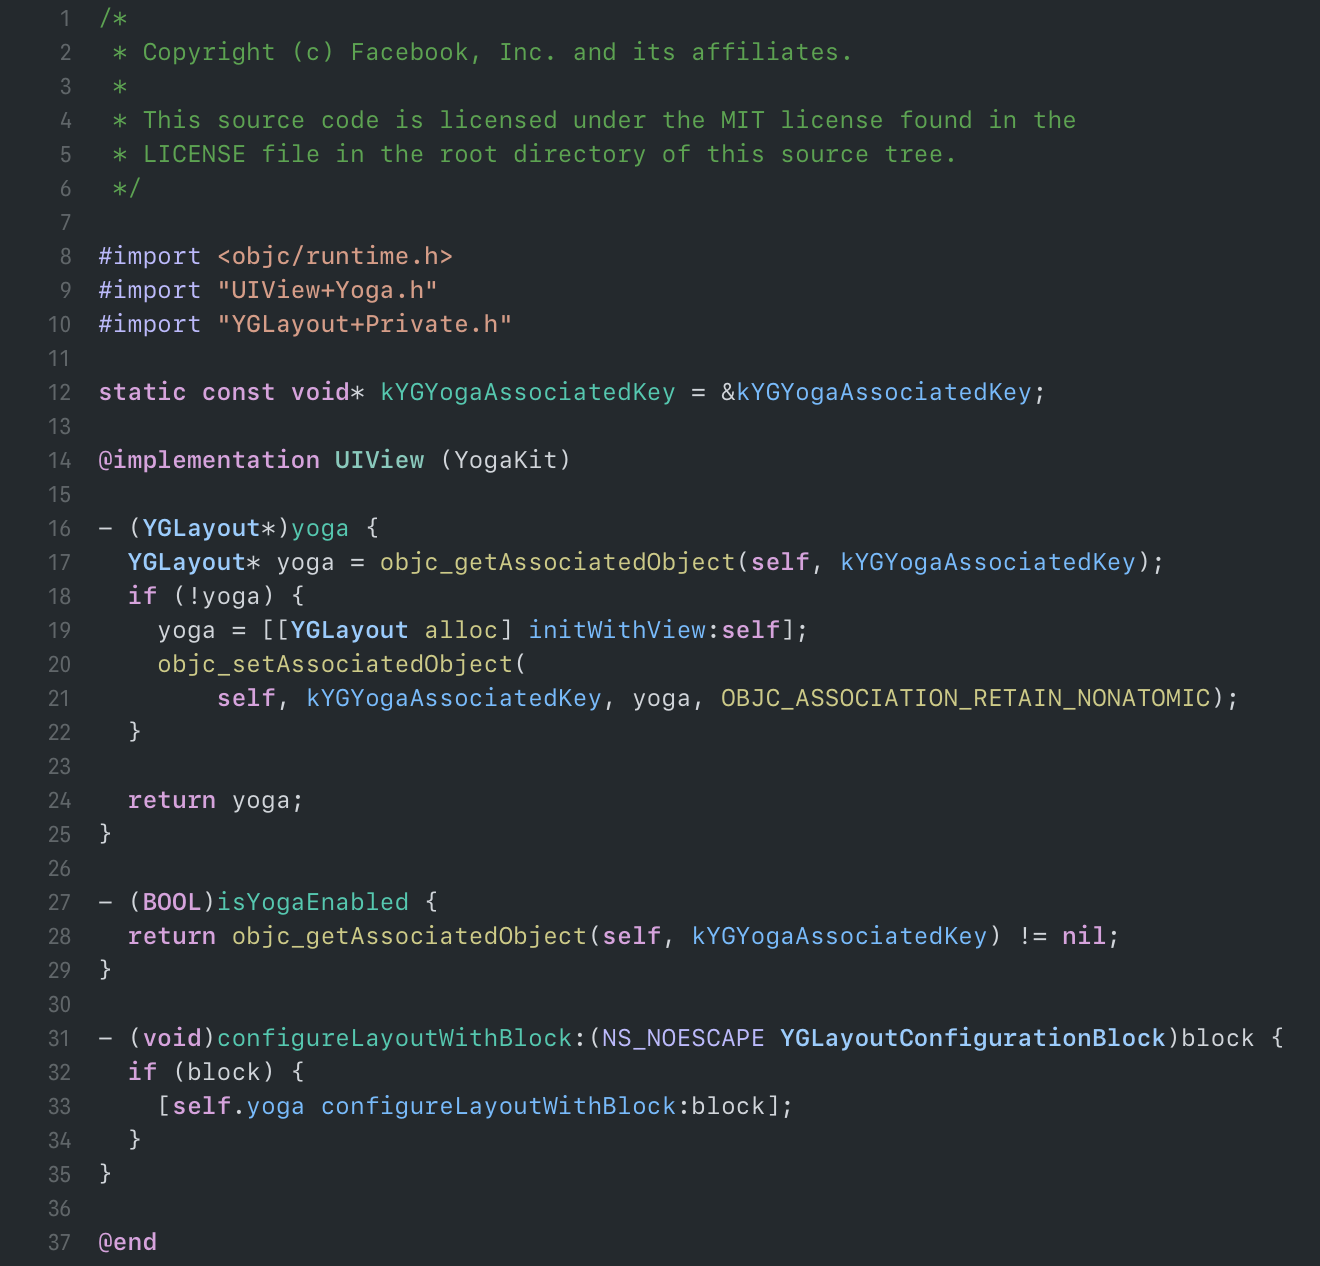 1 /*
2  * Copyright (c) Facebook, Inc. and its affiliates.
3  *
4  * This source code is licensed under the MIT license found in the
5  * LICENSE file in the root directory of this source tree.
6  */
7
8 #import <objc/runtime.h>
9 #import "UIView+Yoga.h"
10 #import "YGLayout+Private.h"
11
12 static const void* kYGYogaAssociatedKey = &kYGYogaAssociatedKey;
13
14 @implementation UIView (YogaKit)
15
16 - (YGLayout*)yoga {
17   YGLayout* yoga = objc_getAssociatedObject(self, kYGYogaAssociatedKey);
18   if (!yoga) {
19     yoga = [[YGLayout alloc] initWithView:self];
20     objc_setAssociatedObject(
21         self, kYGYogaAssociatedKey, yoga, OBJC_ASSOCIATION_RETAIN_NONATOMIC);
22   }
23
24   return yoga;
25 }
26
27 - (BOOL)isYogaEnabled {
28   return objc_getAssociatedObject(self, kYGYogaAssociatedKey) != nil;
29 }
30
31 - (void)configureLayoutWithBlock:(NS_NOESCAPE YGLayoutConfigurationBlock)block {
32   if (block) {
33     [self.yoga configureLayoutWithBlock:block];
34   }
35 }
36
37 @end